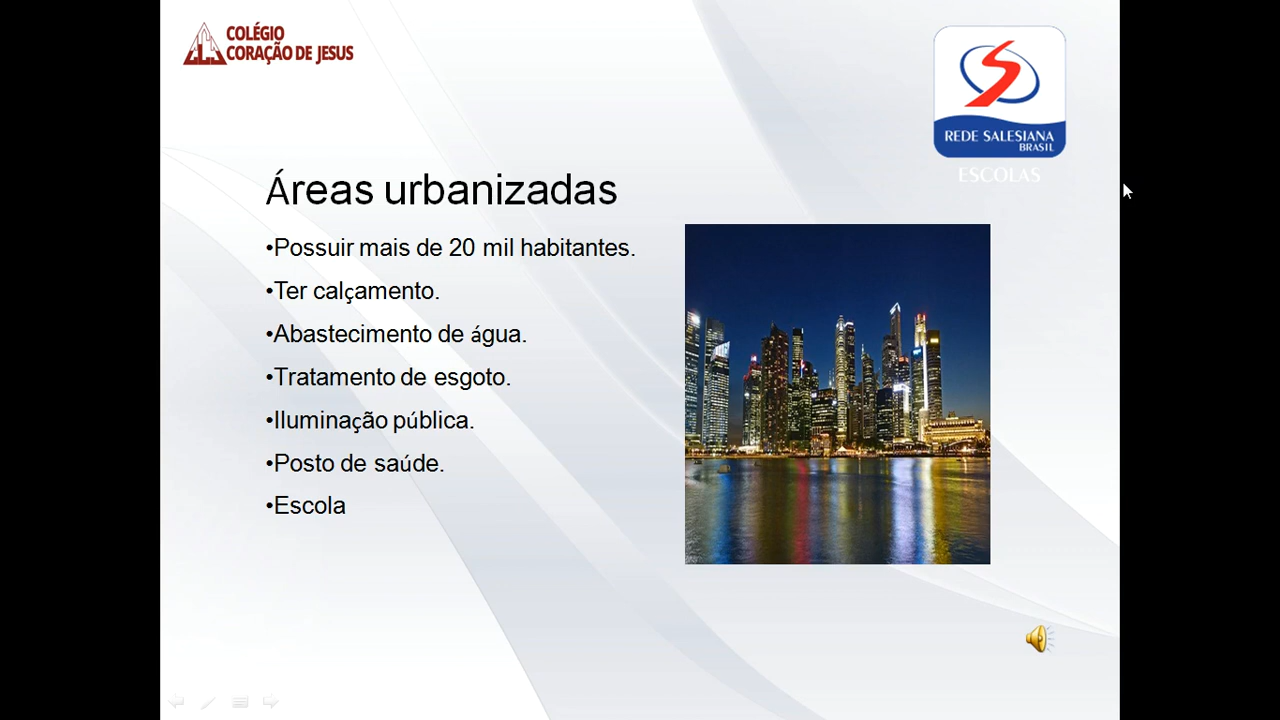 COLÉGIO
CORAÇÃO DE JESUS
REDE SALESIANA
BRASIL
ESCOLAS
Áreas urbanizadas
•Possuir mais de 20 mil habitantes.
•Ter calçamento.
•Abastecimento de água.
•Tratamento de esgoto.
•Iluminação pública.
•Posto de saúde.
•Escola